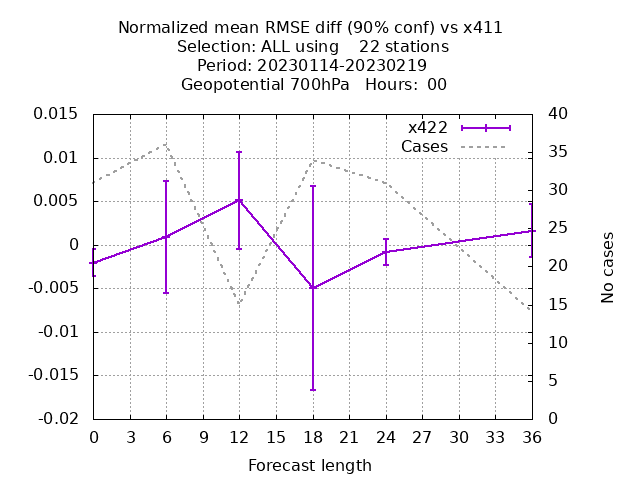 Normalized mean RMSE diff (90% conf) vs x411
Selection: ALL using    22 stations
Period: 20230114-20230219
Geopotential 700hPa   Hours:  00
x422
Cases
0.015
0.01
0.005
0
-0.005
-0.01
-0.015
-0.02
40
35
30
25
20
15
10
5
0
No cases
0 3 6 9 12 15 18 21 24 27 30 33 36
Forecast length